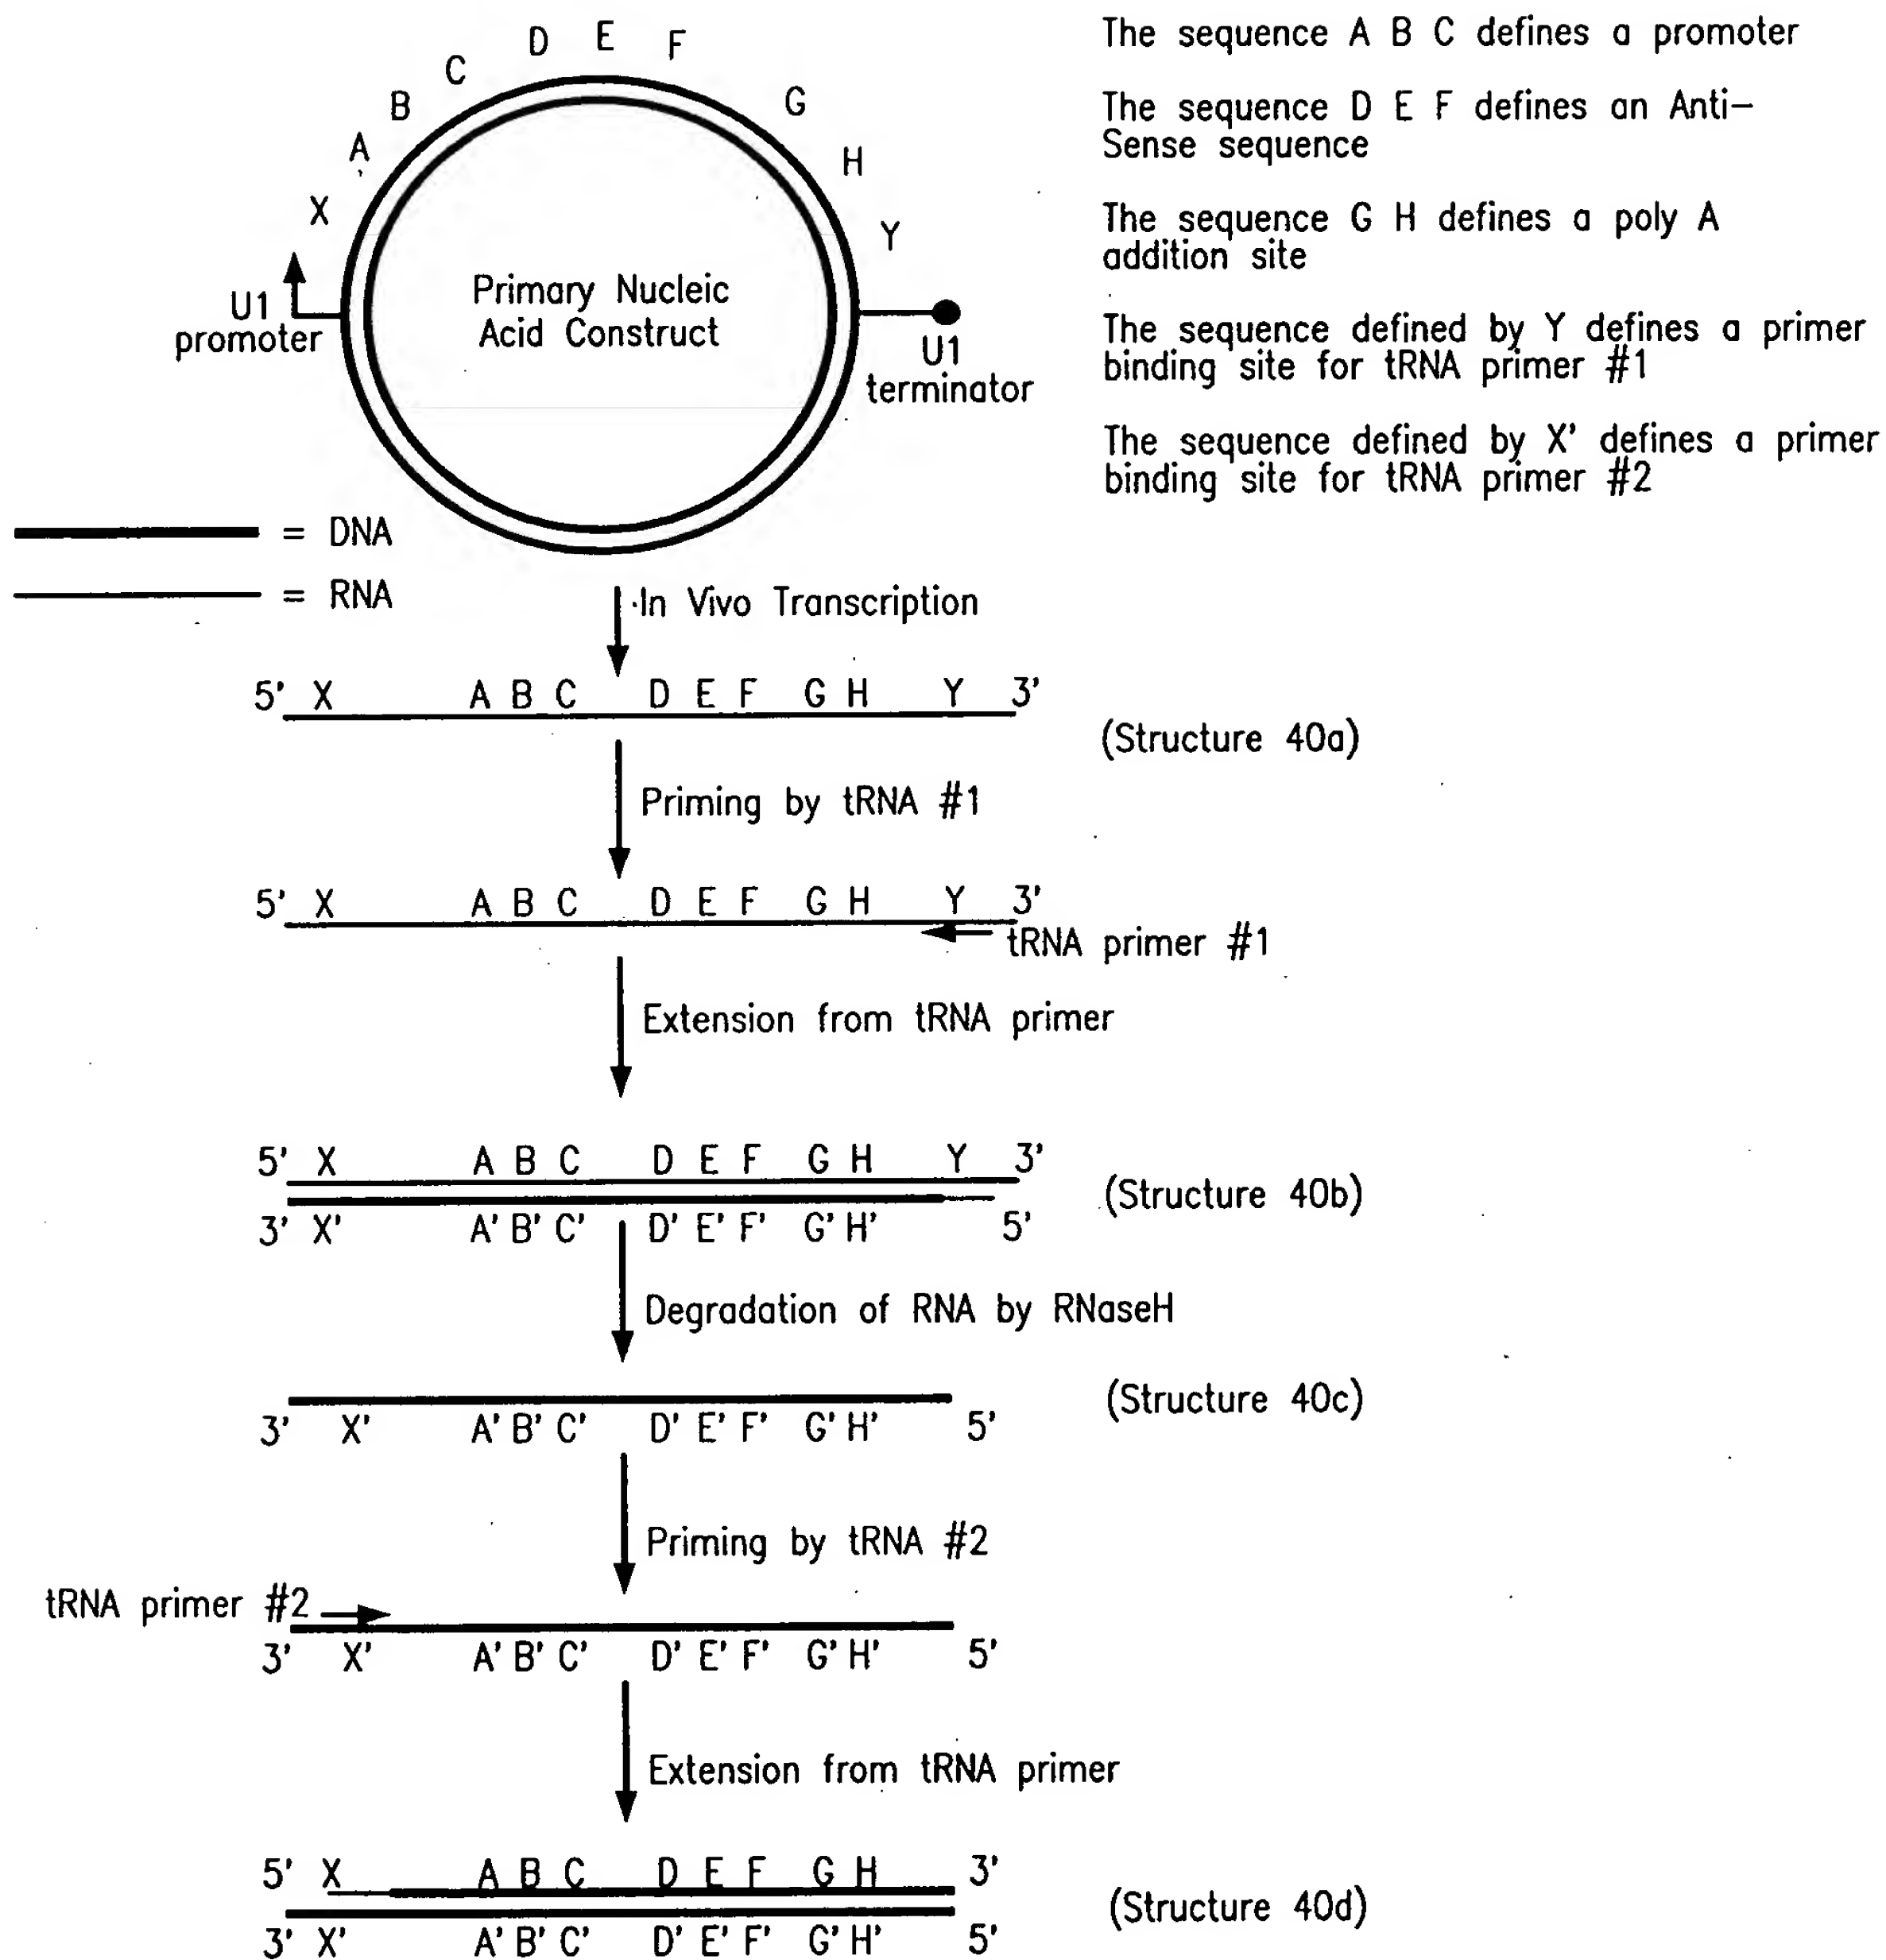 D E F
C G
B H
A Y
X
U1
promoter
Primary Nucleic
Acid Construct
U1
terminator
The sequence A B C defines a promoter
The sequence D E F defines an Anti–
Sense sequence
The sequence G H defines a poly A
addition site
The sequence defined by Y defines a primer
binding site for tRNA primer #1
The sequence defined by X' defines a primer
binding site for tRNA primer #2
= DNA
= RNA
In Vivo Transcription
5' X A B C D E F G H Y 3'
(Structure 40a)
Priming by tRNA #1
5' X A B C D E F G H Y 3'
tRNA primer #1
Extension from tRNA primer
5' X A B C D E F G H Y 3'
(Structure 40b)
3' X' A' B' C' D' E' F' G' H' 5'
Degradation of RNA by RNaseH
(Structure 40c)
3' X' A' B' C' D' E' F' G' H' 5'
Priming by tRNA #2
tRNA primer #2
3' X' A' B' C' D' E' F' G' H' 5'
Extension from tRNA primer
5' X A B C D E F G H 3'
(Structure 40d)
3' X' A' B' C' D' E' F' G' H' 5'